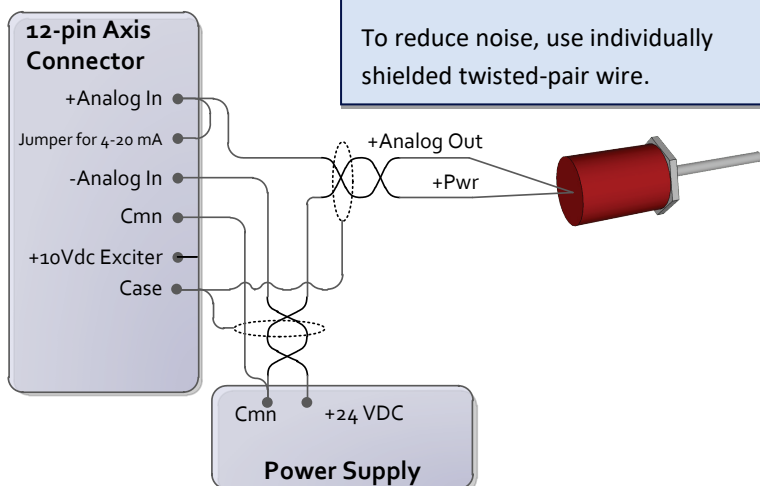 12-pin Axis
Connector
+Analog In
Jumper for 4-20 mA
-Analog In
Cmn
+10Vdc Exciter
Case
To reduce noise, use individually
shielded twisted-pair wire.
+Analog Out
+Pwr
Cmn
+24 VDC
Power Supply